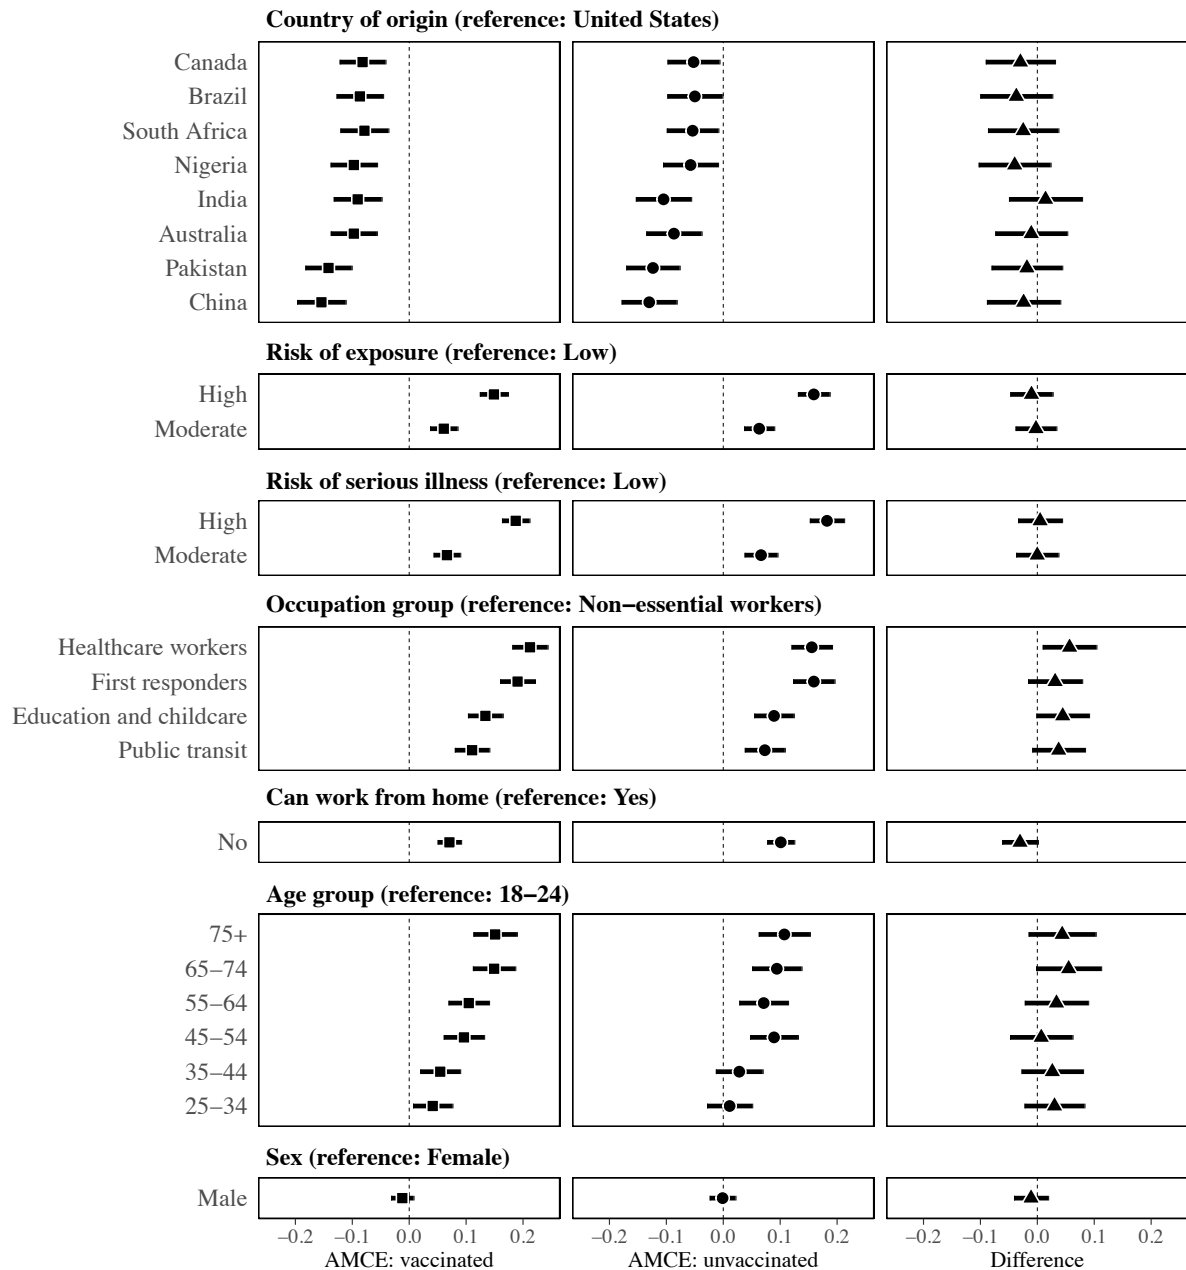 Country of origin (reference: United States)
Canada
Brazil
South Africa
Nigeria
India
Australia
Pakistan
China
Risk of exposure (reference: Low)
High
Moderate
Risk of serious illness (reference: Low)
High
Moderate
Occupation group (reference: Non−essential workers)
Healthcare workers
First responders
Education and childcare
Public transit
Can work from home (reference: Yes)
No
Age group (reference: 18−24)
75+
65−74
55−64
45−54
35−44
25−34
Sex (reference: Female)
Male
−0.2 −0.1 0.0 0.1 0.2 −0.2 −0.1 0.0 0.1 0.2 −0.2 −0.1 0.0 0.1 0.2
AMCE: vaccinated AMCE: unvaccinated Difference